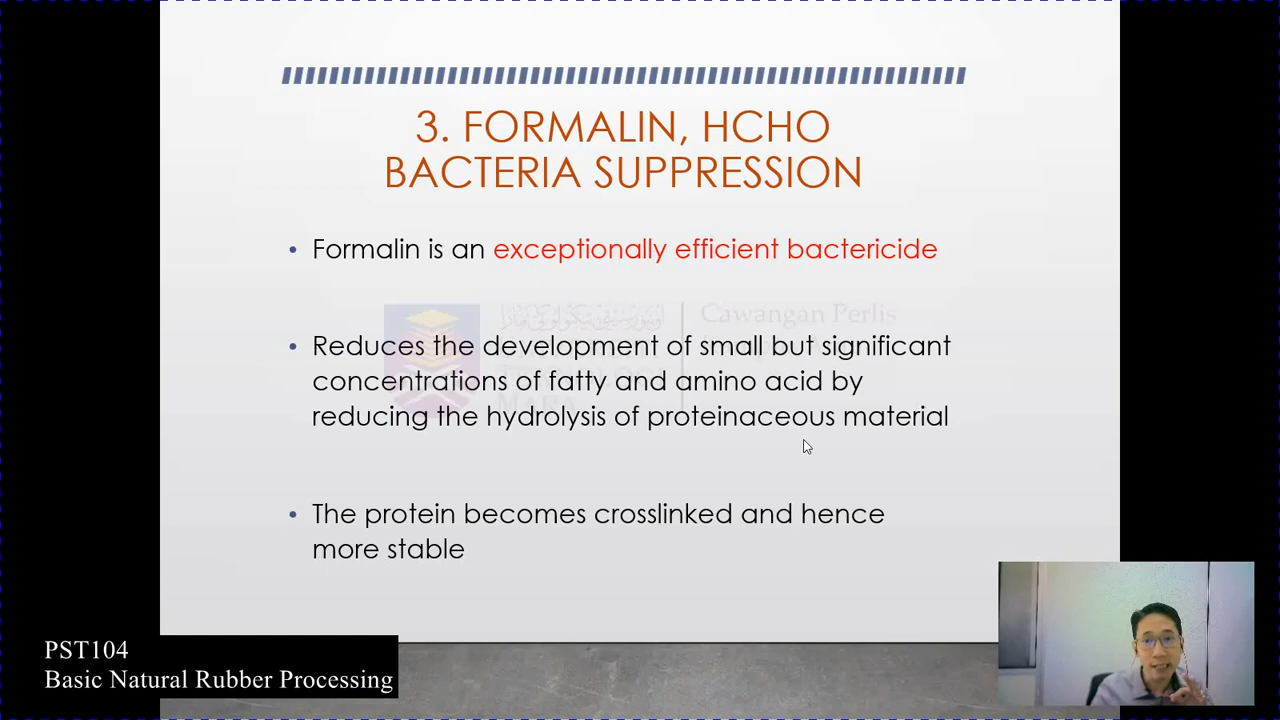 3. FORMALIN, HCHO
BACTERIA SUPPRESSION
• Formalin is an exceptionally efficient bactericide
Cawangan Perlis
• Reduces the development of small but significant
concentrations of fatty and amino acid by
reducing the hydrolysis of proteinaceous material
• The protein becomes crosslinked and hence
more stable
PST104
Basic Natural Rubber Processing